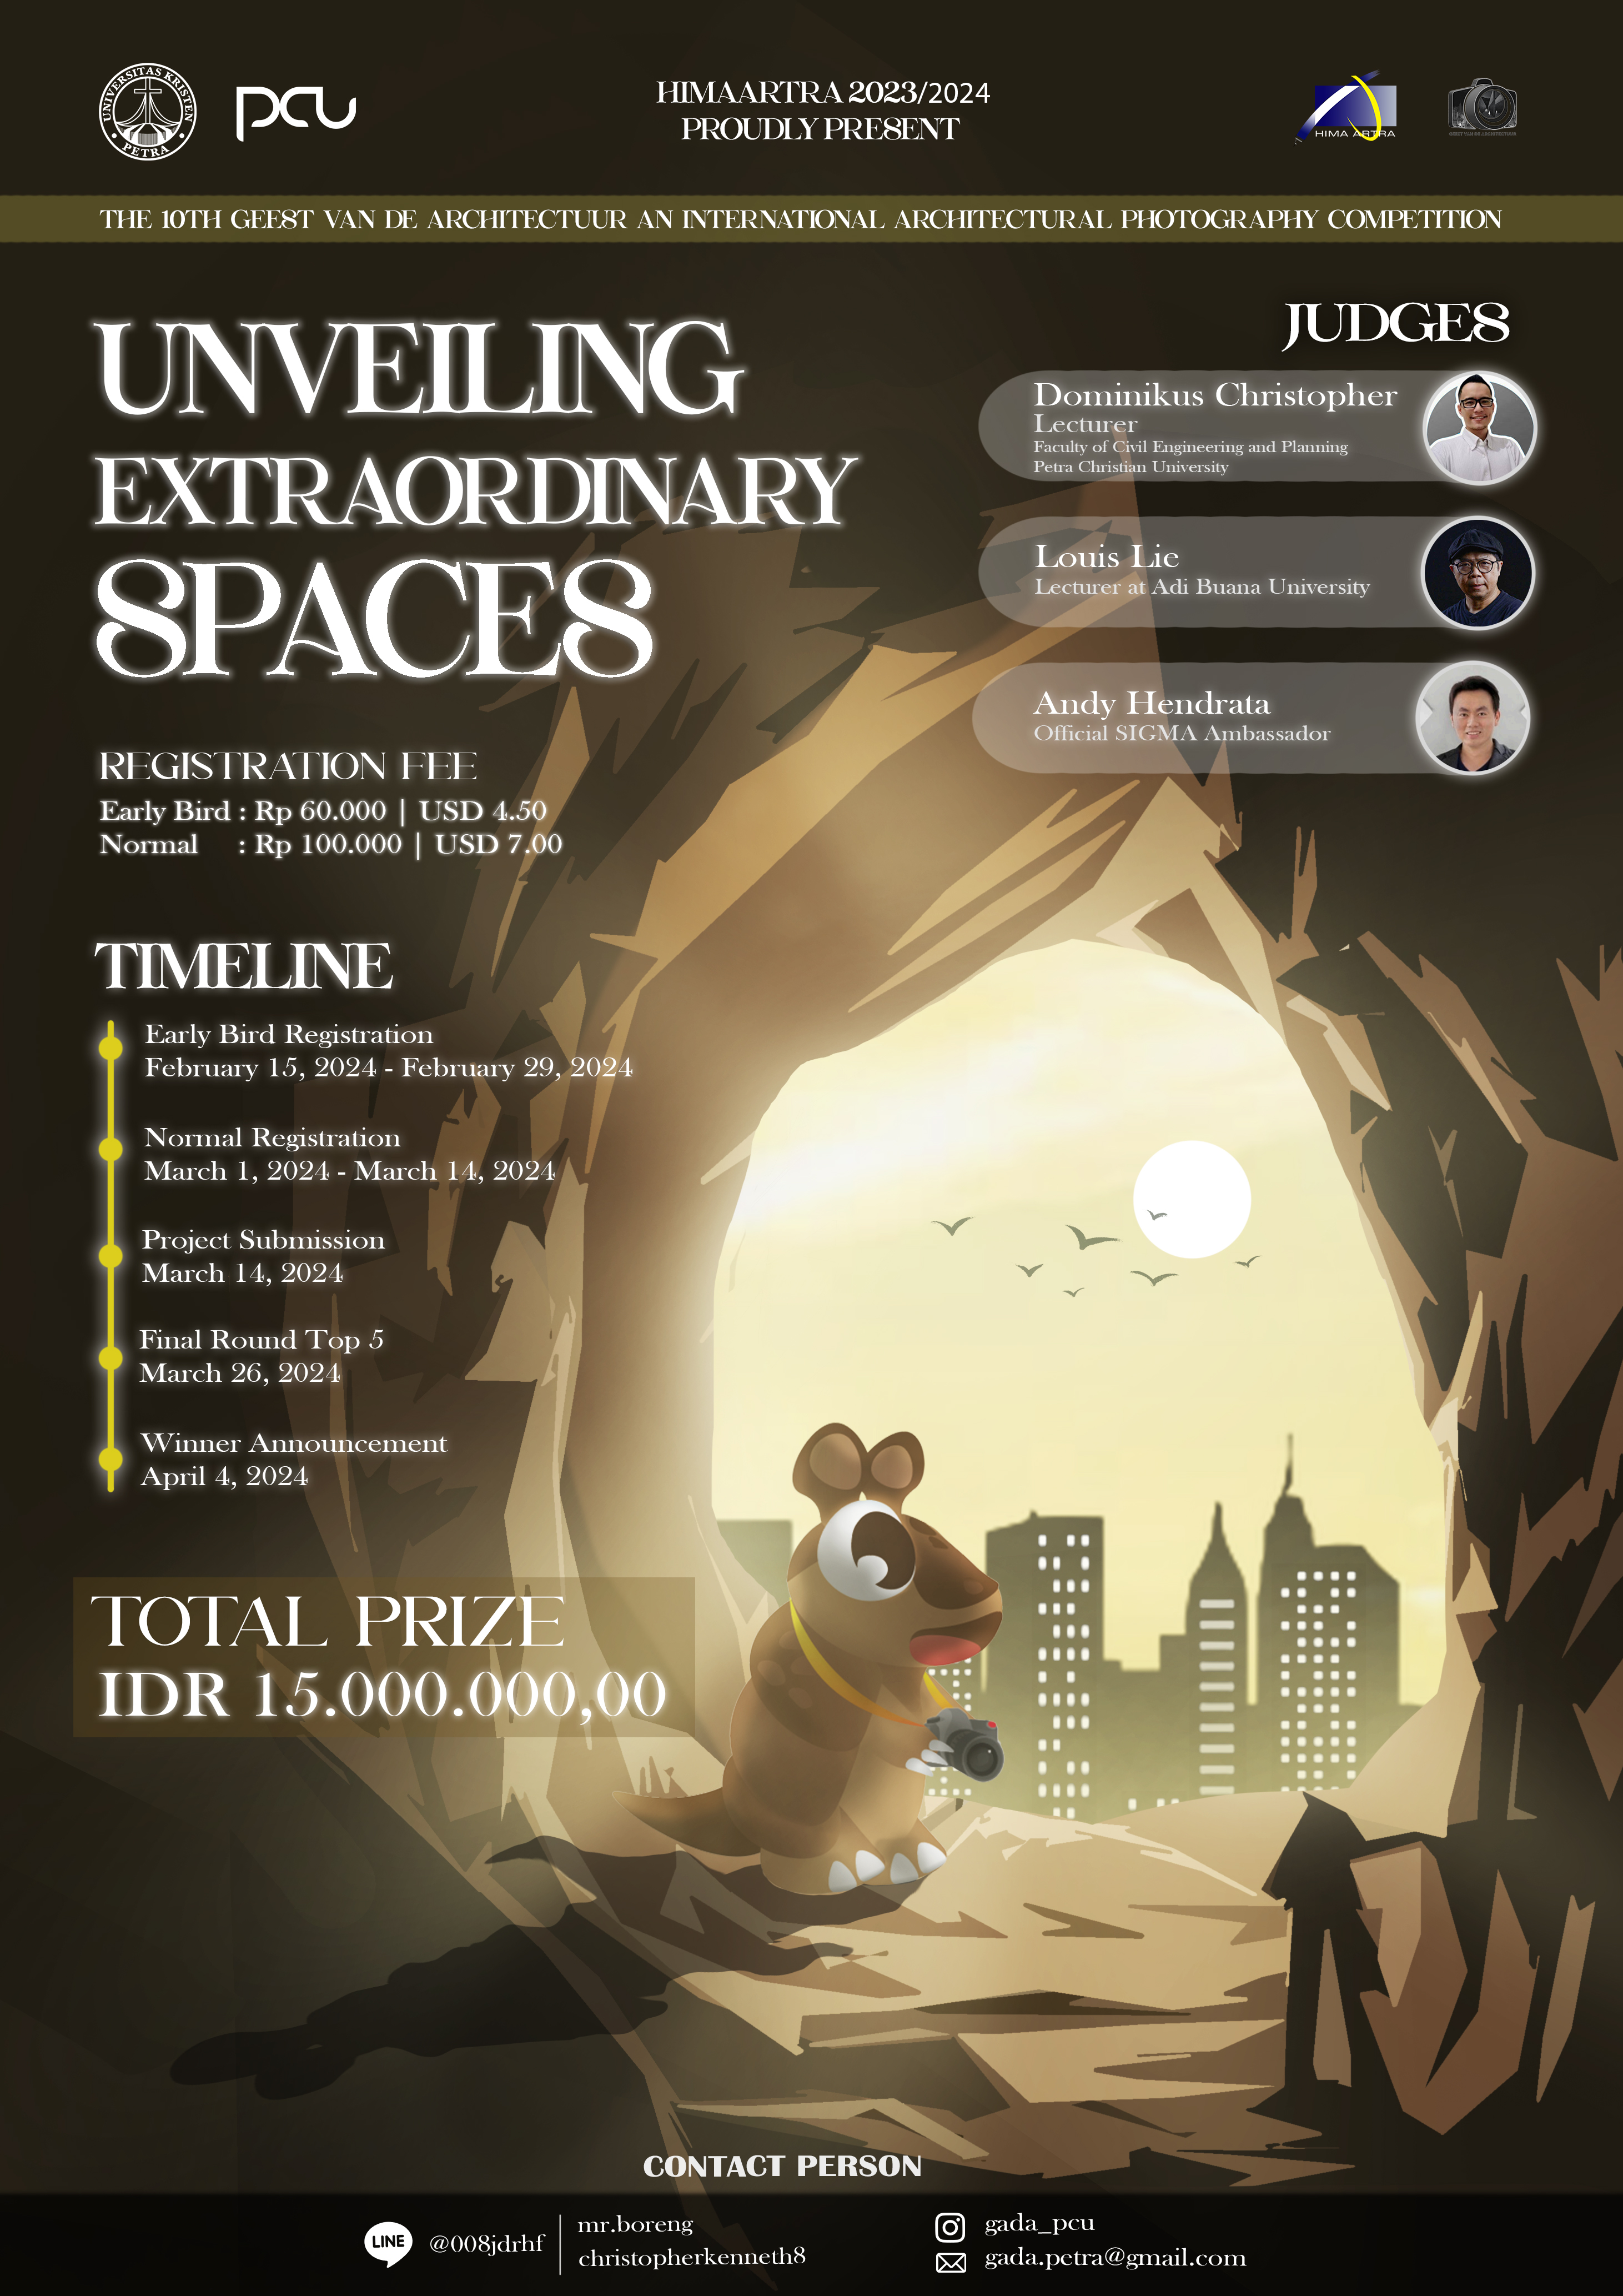 UNIVERSITAS KRISTEN
PETRA
pcu
HIMAARTRA 2023/2024
PROUDLY PRESENT
HIMA ARTRA
GEEST VAN DE ARCHITECTUUR
THE 10TH GEEST VAN DE ARCHITECTUUR AN INTERNATIONAL ARCHITECTURAL PHOTOGRAPHY COMPETITION
UNVEILING
EXTRAORDINARY
SPACES
JUDGES
Dominikus Christopher
Lecturer
Faculty of Civil Engineering and Planning
Petra Christian University
Louis Lie
Lecturer at Adi Buana University
Andy Hendrata
Official SIGMA Ambassador
REGISTRATION FEE
Early Bird : Rp 60.000 | USD 4.50
Normal : Rp 100.000 | USD 7.00
TIMELINE
Early Bird Registration
February 15, 2024 - February 29, 2024
Normal Registration
March 1, 2024 - March 14, 2024
Project Submission
March 14, 2024
Final Round Top 5
March 26, 2024
Winner Announcement
April 4, 2024
TOTAL PRIZE
IDR 15.000.000,00
CONTACT PERSON
LINE
@008jdrhf
mr.boreng
christopherkenneth8
gada_pcu
gada.petra@gmail.com